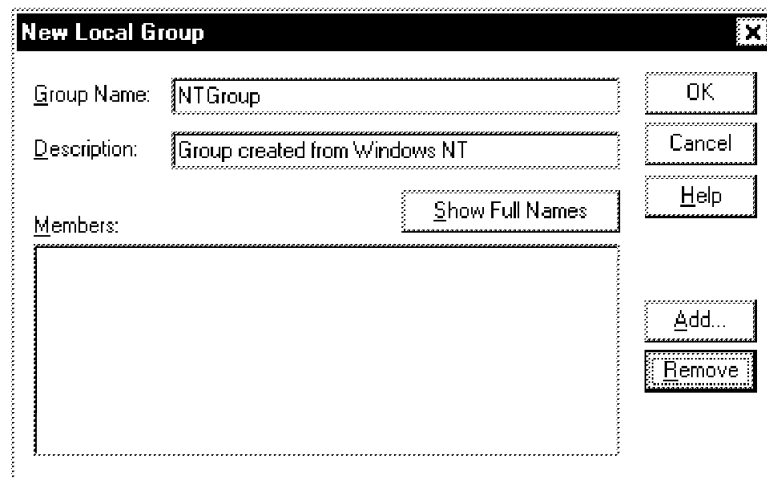 New Local Group
Group Name: NTGroup
OK
Description: Group created from Windows NT
Cancel
Show Full Names
Help
Members:
Add...
Remove